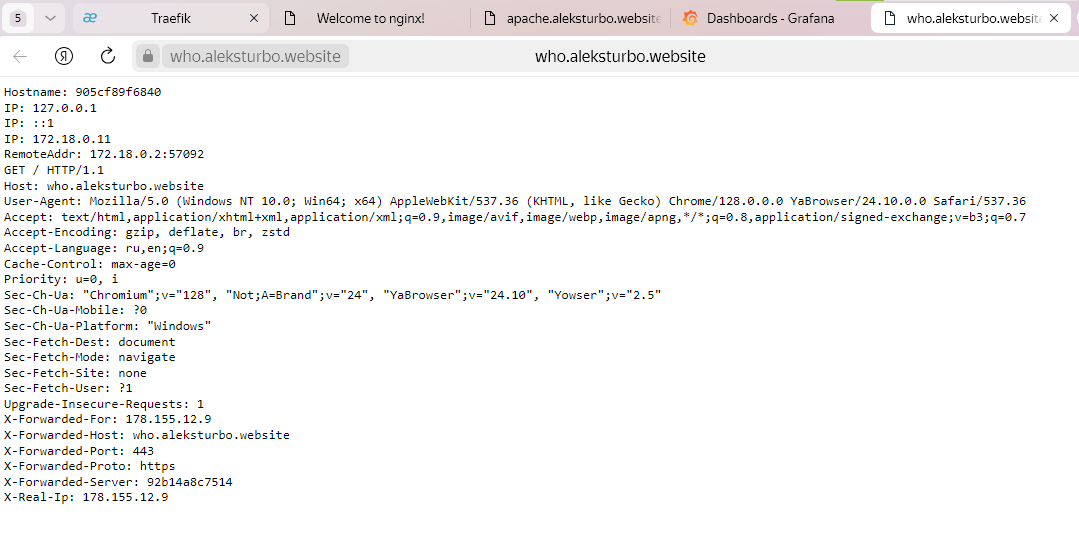 5 Traefik Welcome to nginx! apache.aleksturbo.website Dashboards - Grafana who.aleksturbo.website
Я who.aleksturbo.website who.aleksturbo.website
Hostname: 905cf89f6840
IP: 127.0.0.1
IP: ::1
IP: 172.18.0.11
RemoteAddr: 172.18.0.2:57092
GET / HTTP/1.1
Host: who.aleksturbo.website
User-Agent: Mozilla/5.0 (Windows NT 10.0; Win64; x64) AppleWebKit/537.36 (KHTML, like Gecko) Chrome/128.0.0.0 YaBrowser/24.10.0.0 Safari/537.36
Accept: text/html,application/xhtml+xml,application/xml;q=0.9,image/avif,image/webp,image/apng,*/*;q=0.8,application/signed-exchange;v=b3;q=0.7
Accept-Encoding: gzip, deflate, br, zstd
Accept-Language: ru,en;q=0.9
Cache-Control: max-age=0
Priority: u=0, i
Sec-Ch-Ua: "Chromium";v="128", "Not;A=Brand";v="24", "YaBrowser";v="24.10", "Yowser";v="2.5"
Sec-Ch-Ua-Mobile: ?0
Sec-Ch-Ua-Platform: "Windows"
Sec-Fetch-Dest: document
Sec-Fetch-Mode: navigate
Sec-Fetch-Site: none
Sec-Fetch-User: ?1
Upgrade-Insecure-Requests: 1
X-Forwarded-For: 178.155.12.9
X-Forwarded-Host: who.aleksturbo.website
X-Forwarded-Port: 443
X-Forwarded-Proto: https
X-Forwarded-Server: 92b14a8c7514
X-Real-Ip: 178.155.12.9